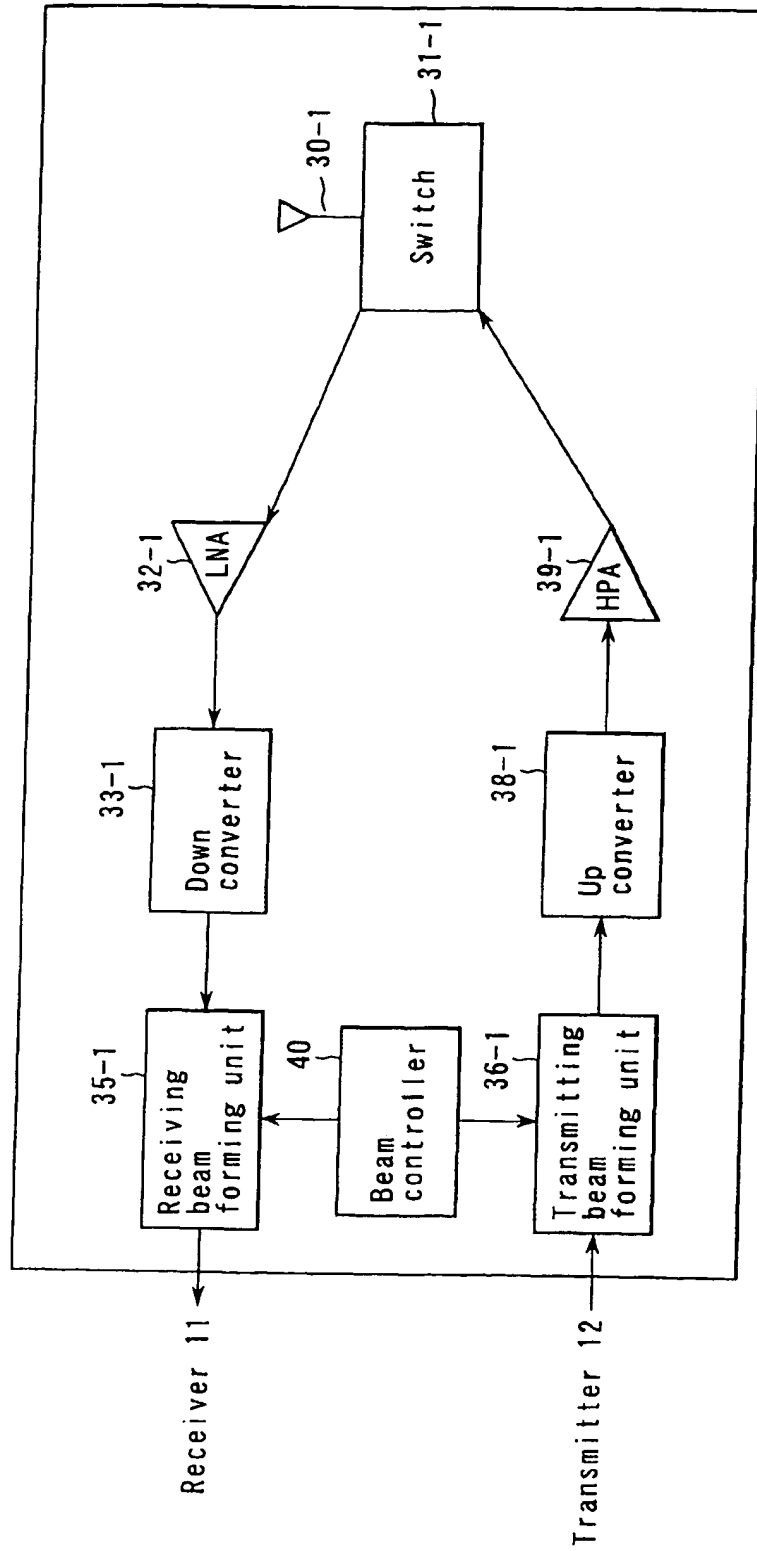 Receiver 11
35-1
Receiving
beam
forming unit
33-1
Down
converter
32-1
LNA
30-1
31-1
Switch
40
Beam
controller
Transmitter 12
36-1
Transmitting
beam
forming unit
38-1
Up
converter
39-1
HPA